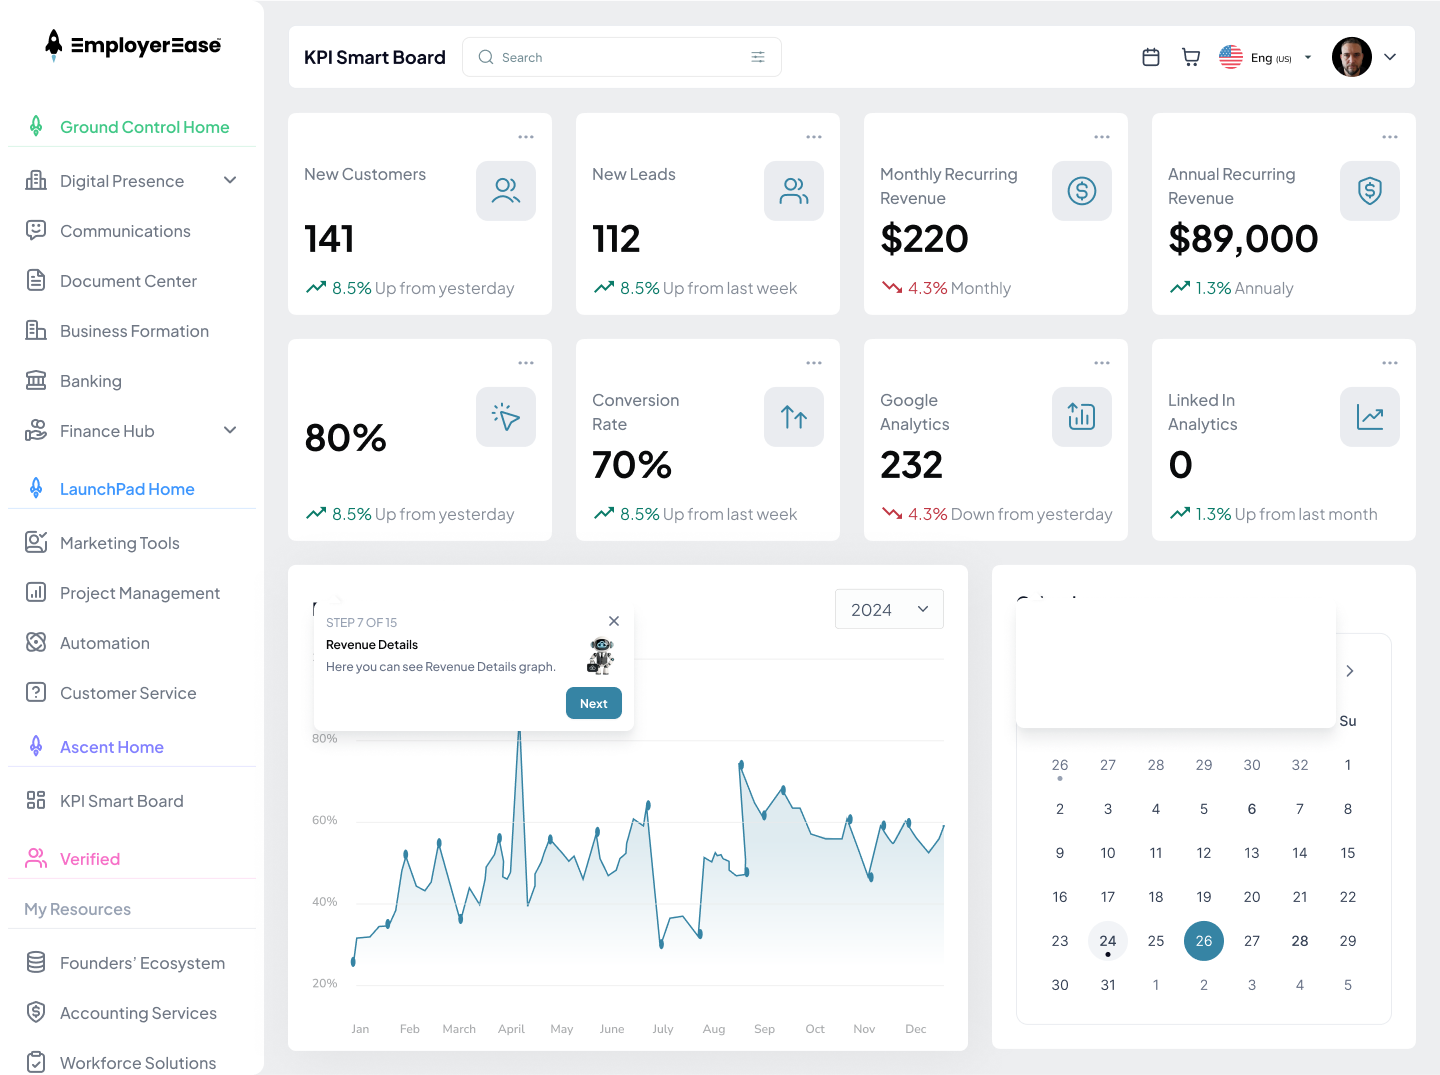 EmployerEase
Ground Control Home
Digital Presence
Communications
Document Center
Business Formation
Banking
Finance Hub
LaunchPad Home
Marketing Tools
Project Management
Automation
Customer Service
Ascent Home
KPI Smart Board
Verified
My Resources
Founders’ Ecosystem
Accounting Services
Workforce Solutions
KPI Smart Board
Search
Eng (US)
New Customers
141
8.5% Up from yesterday
New Leads
112
8.5% Up from last week
Monthly Recurring
Revenue
$220
4.3% Monthly
Annual Recurring
Revenue
$89,000
1.3% Annualy
80%
8.5% Up from yesterday
Conversion
Rate
70%
8.5% Up from last week
Google
Analytics
232
4.3% Down from yesterday
Linked In
Analytics
0
1.3% Up from last month
2024
STEP 7 OF 15
Revenue Details
Here you can see Revenue Details graph.
Next
80%
60%
40%
20%
Jan Feb March April May June July Aug Sep Oct Nov Dec
Su
26 27 28 29 30 32 1
2 3 4 5 6 7 8
9 10 11 12 13 14 15
16 17 18 19 20 21 22
23 24 25 26 27 28 29
30 31 1 2 3 4 5